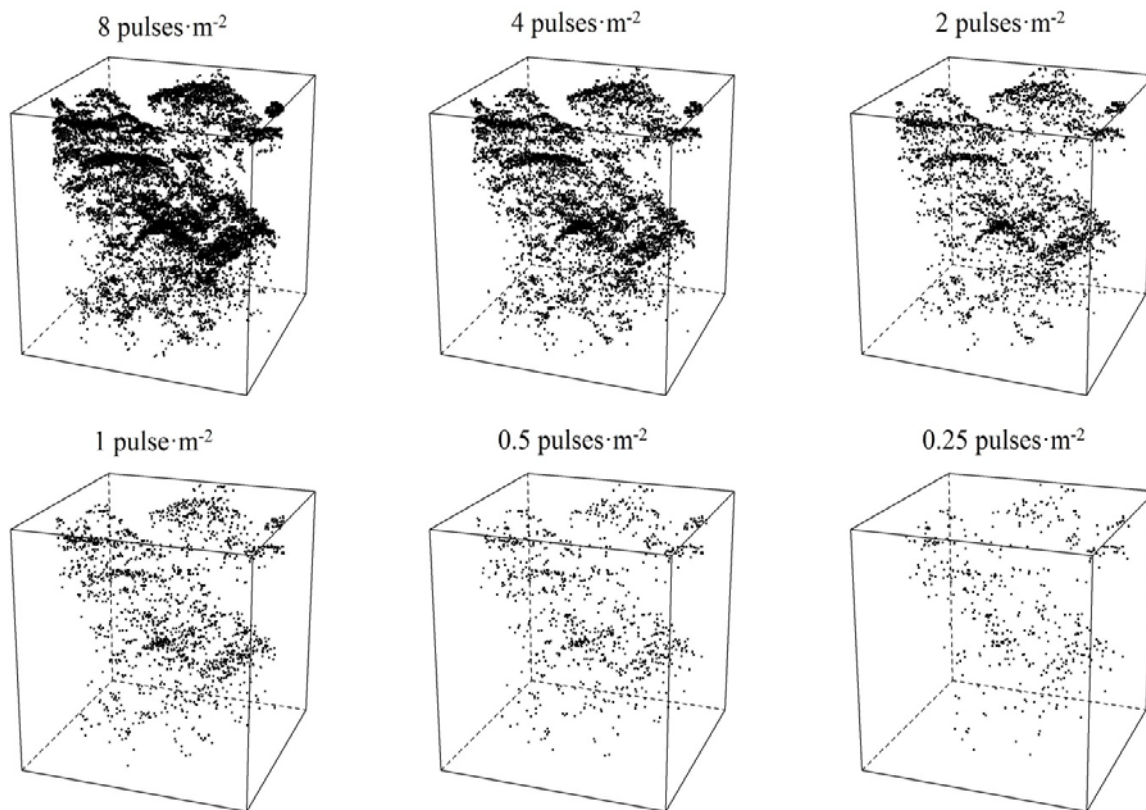 8 pulses·m⁻²
4 pulses·m⁻²
2 pulses·m⁻²
1 pulse·m⁻²
0.5 pulses·m⁻²
0.25 pulses·m⁻²